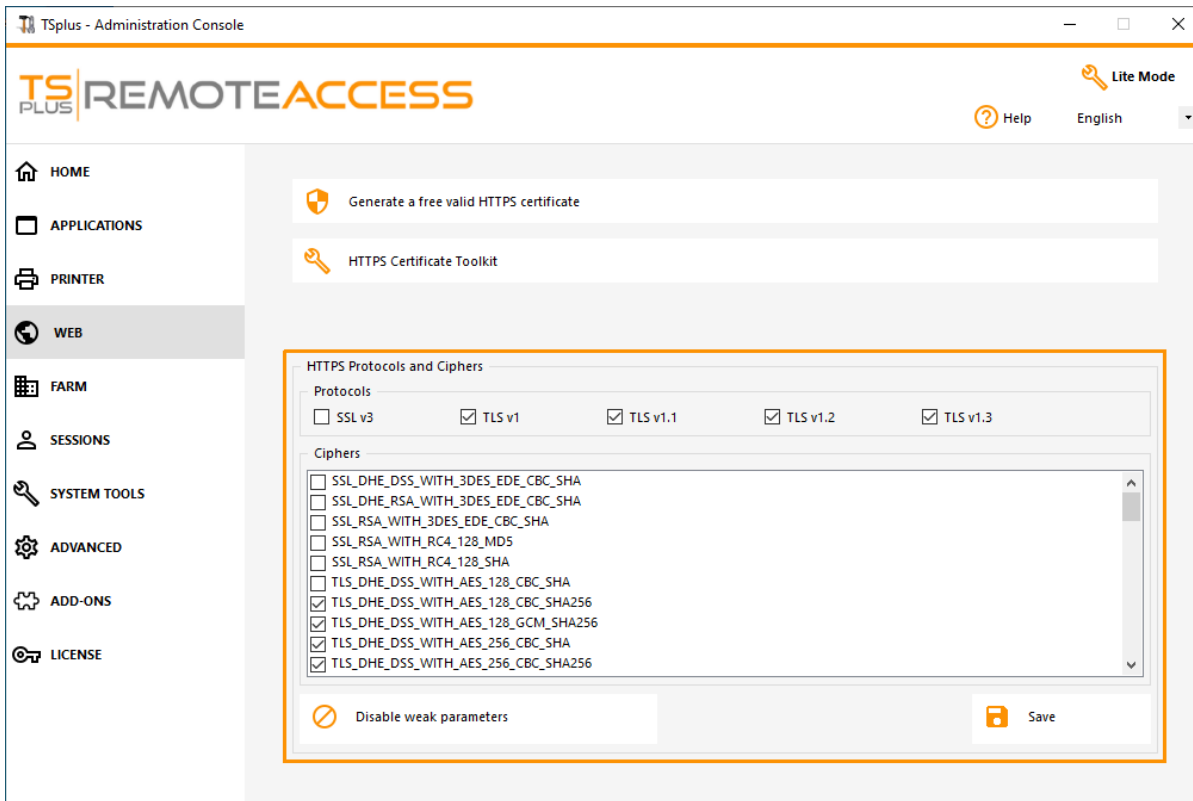 TSplus - Administration Console
TS PLUS REMOTEACCESS
Lite Mode
Help
English
HOME
APPLICATIONS
PRINTER
WEB
FARM
SESSIONS
SYSTEM TOOLS
ADVANCED
ADD-ONS
LICENSE
Generate a free valid HTTPS certificate
HTTPS Certificate Toolkit
HTTPS Protocols and Ciphers
Protocols
SSL v3 TLS v1 TLS v1.1 TLS v1.2 TLS v1.3
Ciphers
SSL_DHE_DSS_WITH_3DES_EDE_CBC_SHA
SSL_DHE_RSA_WITH_3DES_EDE_CBC_SHA
SSL_RSA_WITH_3DES_EDE_CBC_SHA
SSL_RSA_WITH_RC4_128_MD5
SSL_RSA_WITH_RC4_128_SHA
TLS_DHE_DSS_WITH_AES_128_CBC_SHA
TLS_DHE_DSS_WITH_AES_128_CBC_SHA256
TLS_DHE_DSS_WITH_AES_128_GCM_SHA256
TLS_DHE_DSS_WITH_AES_256_CBC_SHA
TLS_DHE_DSS_WITH_AES_256_CBC_SHA256
Disable weak parameters
Save